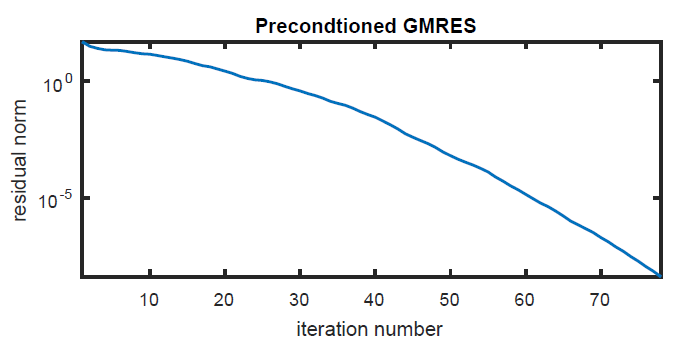 Precondtioned GMRES
10^0
10^-5
residual norm
10 20 30 40 50 60 70
iteration number